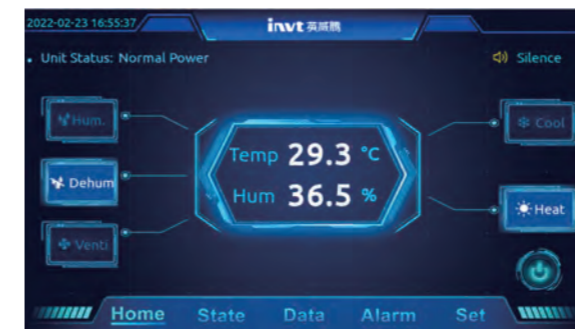 2022-02-23 16:55:37
invt 英威腾
Unit Status: Normal Power
Silence
Hum.
Cool
Temp 29.3 °C
Dehum
Hum 36.5 %
Heat
Venti
Home State Data Alarm Set